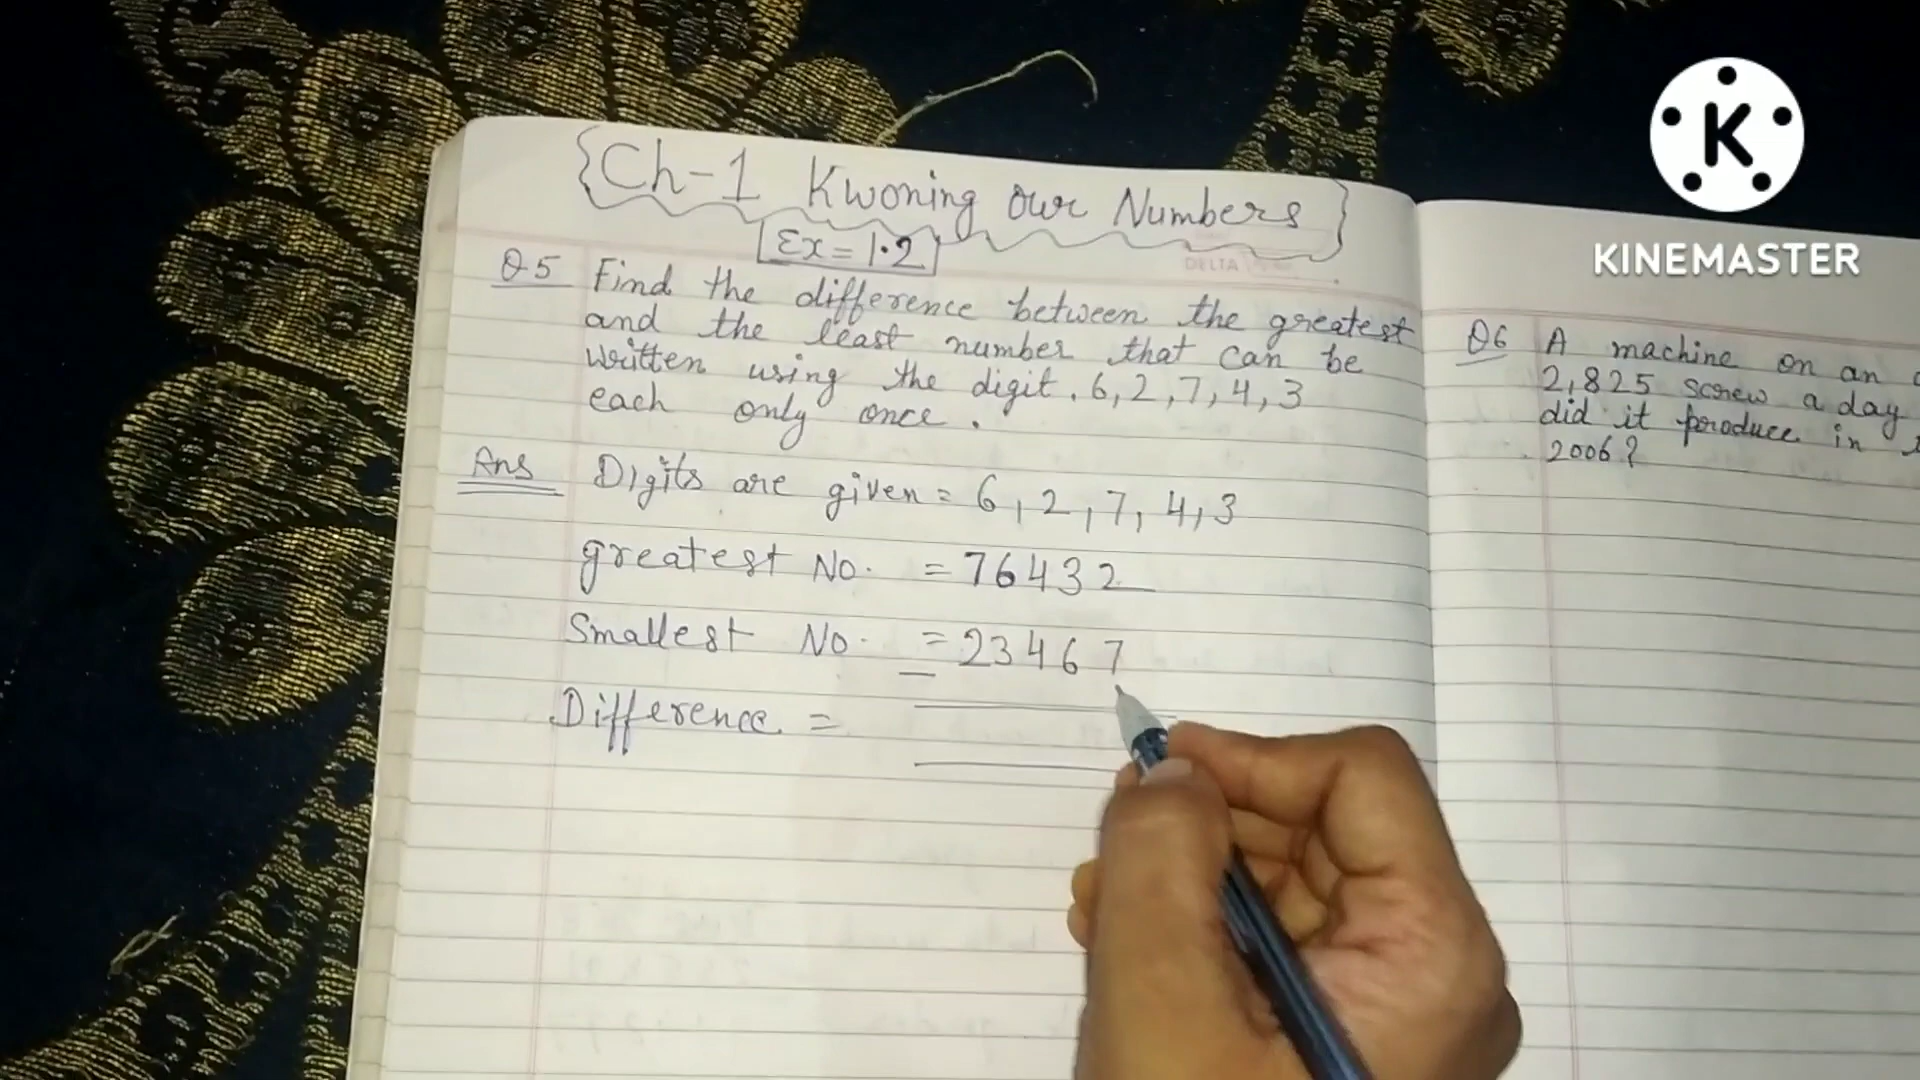 Ch-1 Kwoning our Numbers
Ex = 1.2
DELTA
Q5 Find the difference between the greatest
and the least number that can be
written using the digit. 6, 2, 7, 4, 3
each only once.
Ans Digits are given = 6, 2, 7, 4, 3
greatest No. = 76432
Smallest No. = 23467
—
Difference =
Q6 A machine on an
2,825 screw a day
did it produce in
2006?
K
KINEMASTER